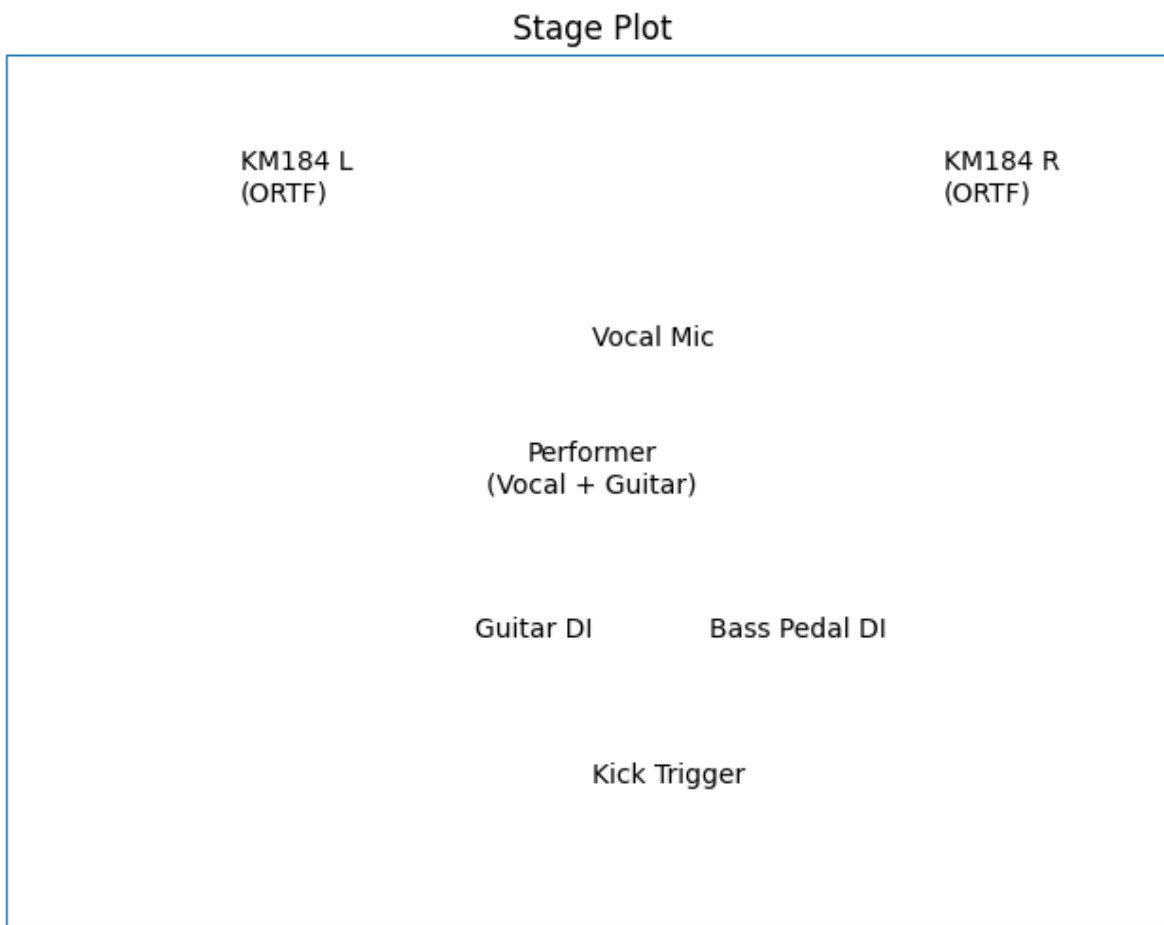 Stage Plot
KM184 L
(ORTF)
KM184 R
(ORTF)
Vocal Mic
Performer
(Vocal + Guitar)
Guitar DI
Bass Pedal DI
Kick Trigger